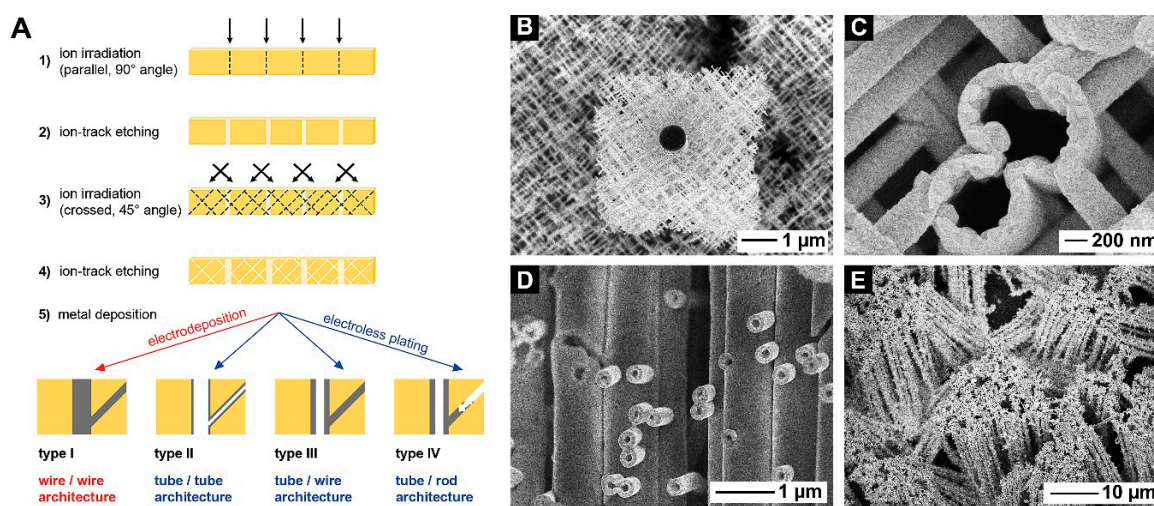 A
1) ion irradiation
(parallel, 90° angle)
2) ion-track etching
3) ion irradiation
(crossed, 45° angle)
4) ion-track etching
5) metal deposition
electrodeposition
electroless plating
type I
wire / wire
architecture
type II
tube / tube
architecture
type III
tube / wire
architecture
type IV
tube / rod
architecture
B
1 µm
C
200 nm
D
1 µm
E
10 µm